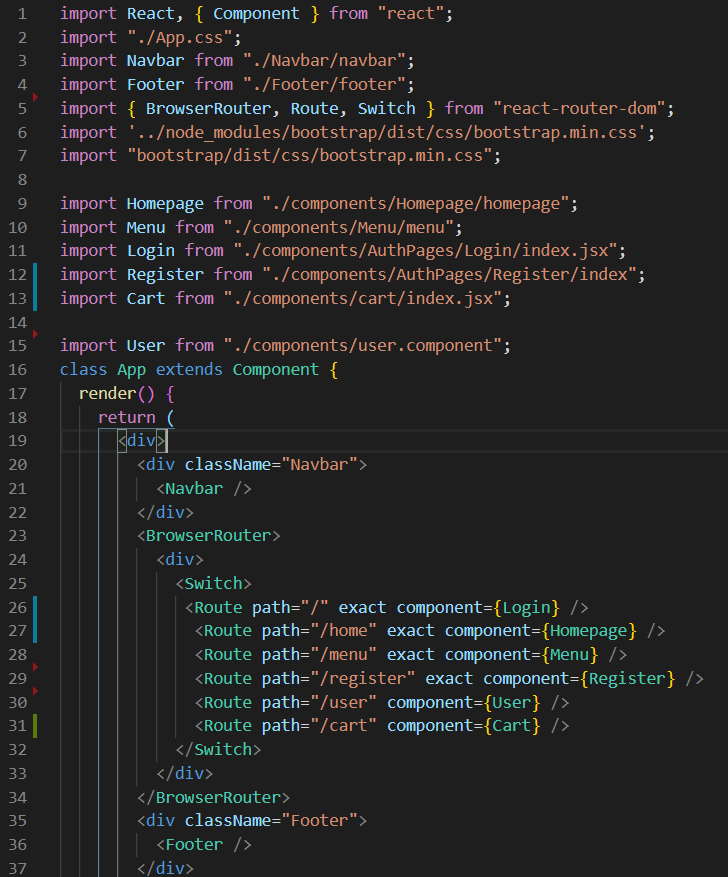 1 import React, { Component } from "react";
2 import "./App.css";
3 import Navbar from "./Navbar/navbar";
4 import Footer from "./Footer/footer";
5 import { BrowserRouter, Route, Switch } from "react-router-dom";
6 import '../node_modules/bootstrap/dist/css/bootstrap.min.css';
7 import "bootstrap/dist/css/bootstrap.min.css";
8
9 import Homepage from "./components/Homepage/homepage";
10 import Menu from "./components/Menu/menu";
11 import Login from "./components/AuthPages/Login/index.jsx";
12 import Register from "./components/AuthPages/Register/index";
13 import Cart from "./components/cart/index.jsx";
14
15 import User from "./components/user.component";
16 class App extends Component {
17   render() {
18     return (
19       <div>
20         <div className="Navbar">
21           <Navbar />
22         </div>
23         <BrowserRouter>
24           <div>
25             <Switch>
26              <Route path="/" exact component={Login} />
27               <Route path="/home" exact component={Homepage} />
28               <Route path="/menu" exact component={Menu} />
29               <Route path="/register" exact component={Register} />
30               <Route path="/user" component={User} />
31               <Route path="/cart" component={Cart} />
32             </Switch>
33           </div>
34         </BrowserRouter>
35         <div className="Footer">
36           <Footer />
37         </div>